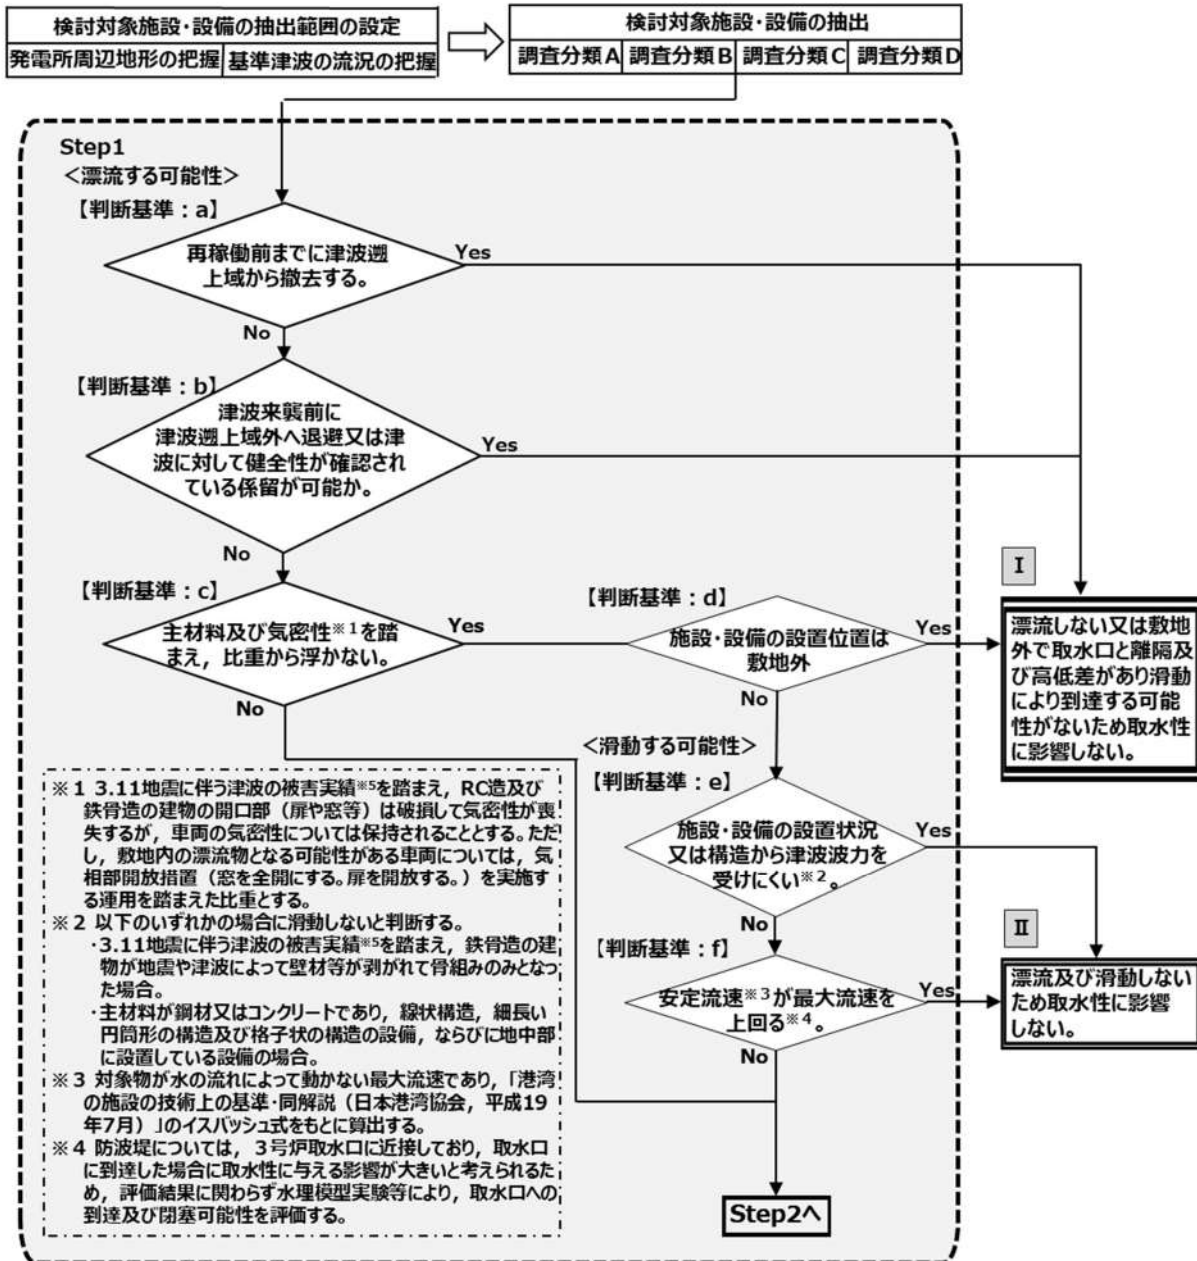 検討対象施設・設備の抽出範囲の設定
発電所周辺地形の把握 基準津波の流況の把握
検討対象施設・設備の抽出
調査分類A 調査分類B 調査分類C 調査分類D
Step1
＜漂流する可能性＞
【判断基準：a】
再稼働前までに津波遡
上域から撤去する。
Yes
No
【判断基準：b】
津波来襲前に
津波遡上域外へ退避又は津
波に対して健全性が確認され
ている係留が可能か。
Yes
No
【判断基準：c】
主材料及び気密性※1を踏
まえ，比重から浮かない。
Yes
No
【判断基準：d】
施設・設備の設置位置は
敷地外
Yes
No
I
漂流しない又は敷地
外で取水口と離隔及
び高低差があり滑動
により到達する可能
性がないため取水性
に影響しない。
＜滑動する可能性＞
【判断基準：e】
施設・設備の設置状況
又は構造から津波波力を
受けにくい※2。
Yes
No
【判断基準：f】
安定流速※3が最大流速を
上回る※4。
Yes
No
II
漂流及び滑動しない
ため取水性に影響
しない。
Step2へ
※１ 3.11地震に伴う津波の被害実績※5を踏まえ，RC造及び
鉄骨造の建物の開口部（扉や窓等）は破損して気密性が喪
失するが，車両の気密性については保持されることとする。ただ
し，敷地内の漂流物となる可能性がある車両については，気
相部開放措置（窓を全開にする。扉を開放する。）を実施す
る運用を踏まえた比重とする。
※２ 以下のいずれかの場合に滑動しないと判断する。
・3.11地震に伴う津波の被害実績※5を踏まえ，鉄骨造の建
物が地震や津波によって壁材等が剥がれて骨組みのみとなっ
た場合。
・主材料が鋼材又はコンクリートであり，線状構造，細長い
円筒形の構造及び格子状の構造の設備，ならびに地中部
に設置している設備の場合。
※３ 対象物が水の流れによって動かない最大流速であり，「港湾
の施設の技術上の基準・同解説（日本港湾協会，平成19
年7月）」のイスバッシュ式をもとに算出する。
※４ 防波堤については，３号炉取水口に近接しており，取水口
に到達した場合に取水性に与える影響が大きいと考えられるた
め，評価結果に関わらず水理模型実験等により，取水口への
到達及び閉塞可能性を評価する。